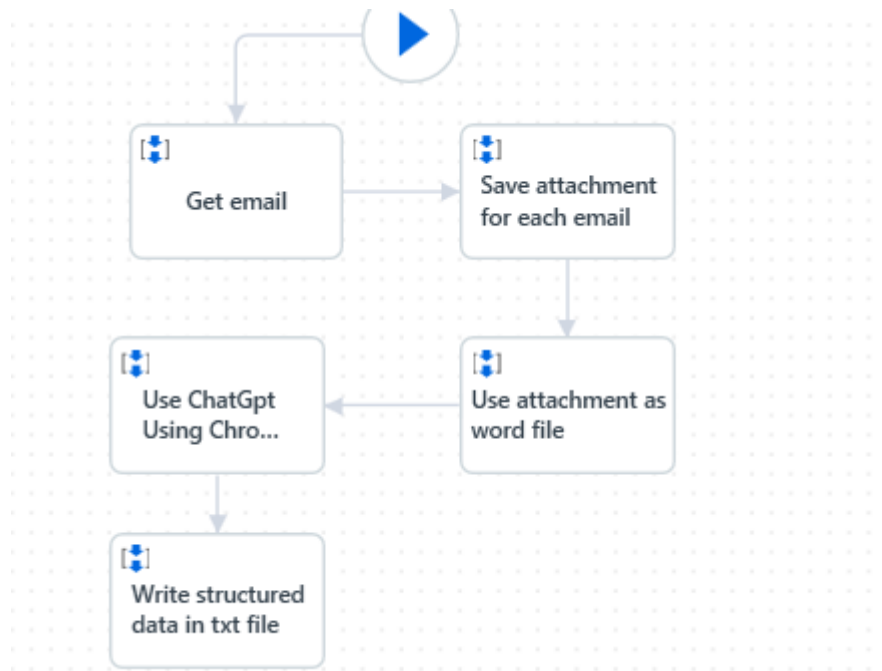 Get email
Save attachment
for each email
Use attachment as
word file
Use ChatGpt
Using Chro...
Write structured
data in txt file